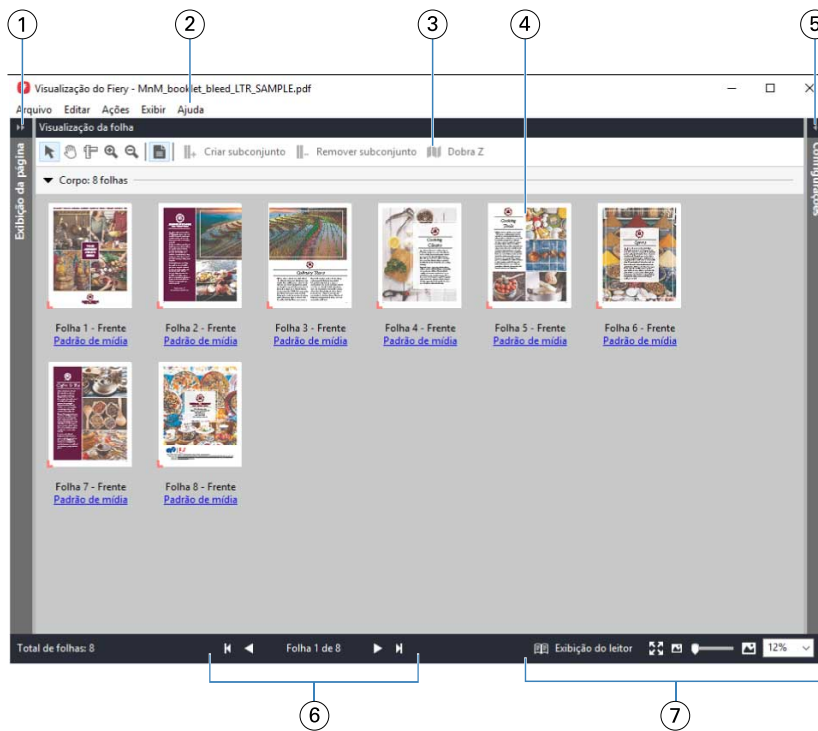 1
2
3
4
5
Visualização do Fiery - MnM_booklet_bleed_LTR_SAMPLE.pdf
Arquivo Editar Ações Exibir Ajuda
Visualização da folha
Criar subconjunto Remover subconjunto Dobra Z
Exibição da página
Configurações
Corpo: 8 folhas
Folha 1 - Frente Folha 2 - Frente Folha 3 - Frente Folha 4 - Frente Folha 5 - Frente Folha 6 - Frente
Padrão de mídia Padrão de mídia Padrão de mídia Padrão de mídia Padrão de mídia Padrão de mídia
Folha 7 - Frente Folha 8 - Frente
Padrão de mídia Padrão de mídia
Total de folhas: 8 Folha 1 de 8 Exibição do leitor 12%
6
7